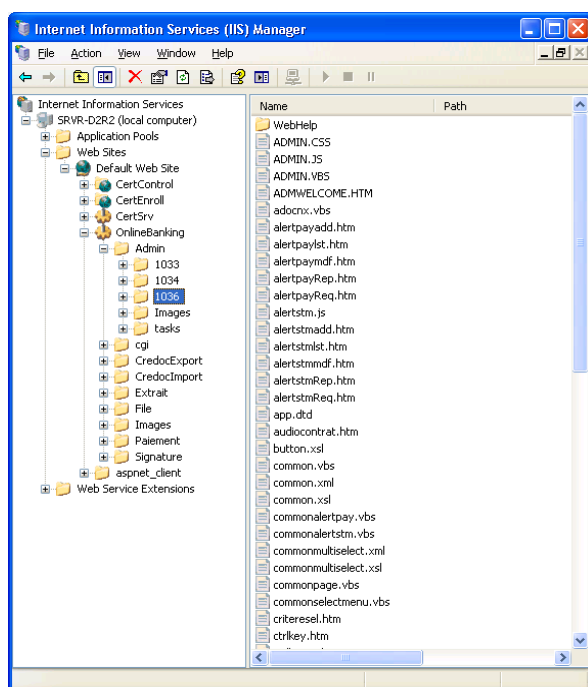 Internet Information Services (IIS) Manager
File Action View Window Help
Internet Information Services
SRVR-D2R2 (local computer)
Application Pools
Web Sites
Default Web Site
CertControl
CertEnroll
CertSrv
OnlineBanking
Admin
1033
1034
1036
Images
tasks
cgi
CredocExport
CredocImport
Extrait
File
Images
Paiement
Signature
aspnet_client
Web Service Extensions
Name Path
WebHelp
ADMIN.CSS
ADMIN.JS
ADMIN.VBS
ADMWELCOME.HTM
adocnx.vbs
alertpayadd.htm
alertpaylst.htm
alertpaymdf.htm
alertpayRep.htm
alertpayReq.htm
alertstm.js
alertstmadd.htm
alertstmlst.htm
alertstmmdf.htm
alertstmRep.htm
alertstmReq.htm
app.dtd
audiocontrat.htm
button.xsl
common.vbs
common.xml
common.xsl
commonalertpay.vbs
commonalertstm.vbs
commonmultiselect.xml
commonmultiselect.xsl
commonpage.vbs
commonselectmenu.vbs
criteresel.htm
ctrlkey.htm